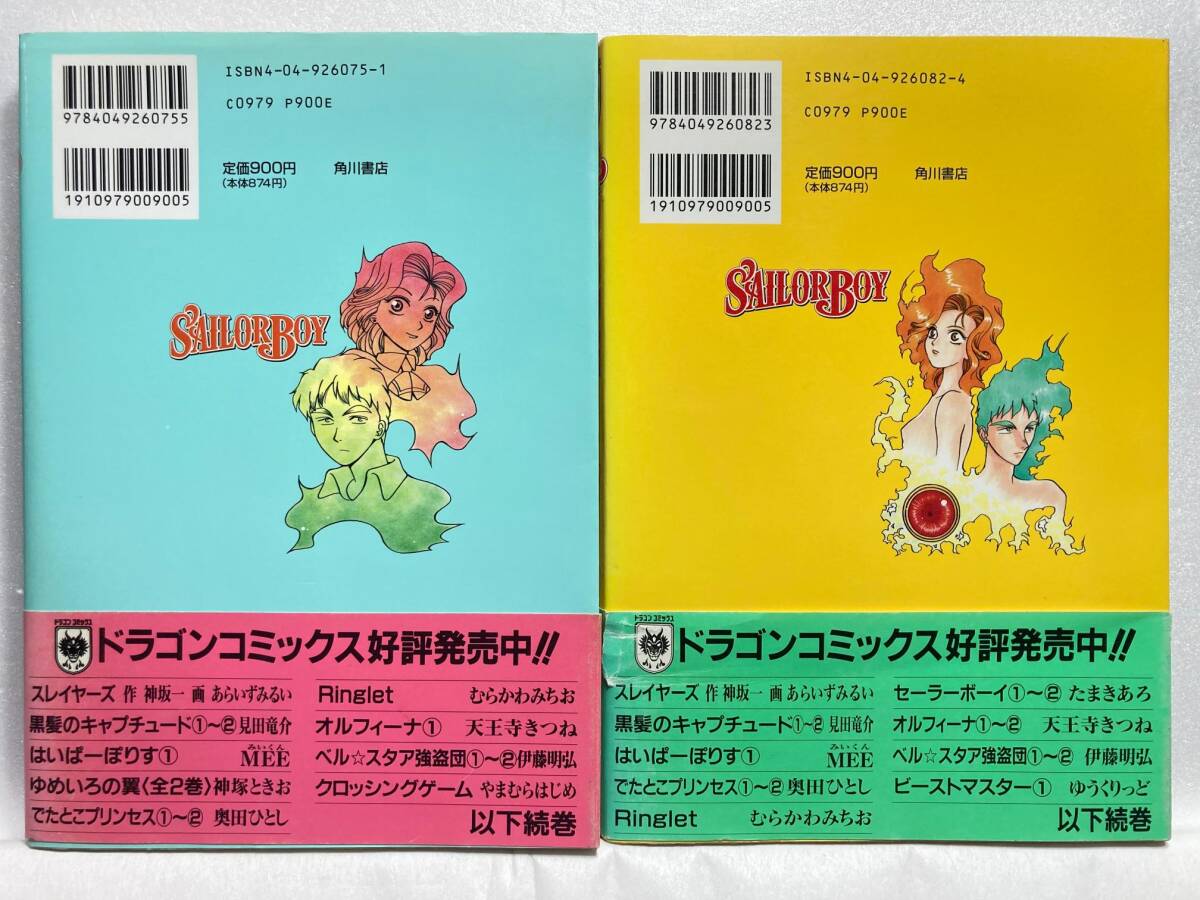 ISBN4-04-926075-1
C0979 P900E
9784049260755
1910979009005
定価900円
(本体874円)
角川書店
SAILORBOY
ドラゴンコミックス
ドラゴンコミックス好評発売中!!
スレイヤーズ 作 神坂一 画 あらいずみるい
黒髪のキャプチュード①〜② 見田竜介
はいぱーぽりす① MEE
みいくん
ゆめいろの翼〈全2巻〉 神塚ときお
でたとこプリンセス①〜② 奥田ひとし
Ringlet むらかわみちお
オルフィーナ① 天王寺きつね
ベル☆スタア強盗団①〜② 伊藤明弘
クロッシングゲーム やまむらはじめ
以下続巻
ISBN4-04-926082-4
C0979 P900E
9784049260823
1910979009005
定価900円
(本体874円)
角川書店
SAILORBOY
ドラゴンコミックス
ドラゴンコミックス好評発売中!!
スレイヤーズ 作 神坂一 画 あらいずみるい
黒髪のキャプチュード①〜② 見田竜介
はいぱーぽりす① MEE
みいくん
でたとこプリンセス①〜② 奥田ひとし
Ringlet むらかわみちお
セーラーボーイ①〜② たまきあろ
オルフィーナ①〜② 天王寺きつね
ベル☆スタア強盗団①〜② 伊藤明弘
ビーストマスター① ゆうくりっど
以下続巻